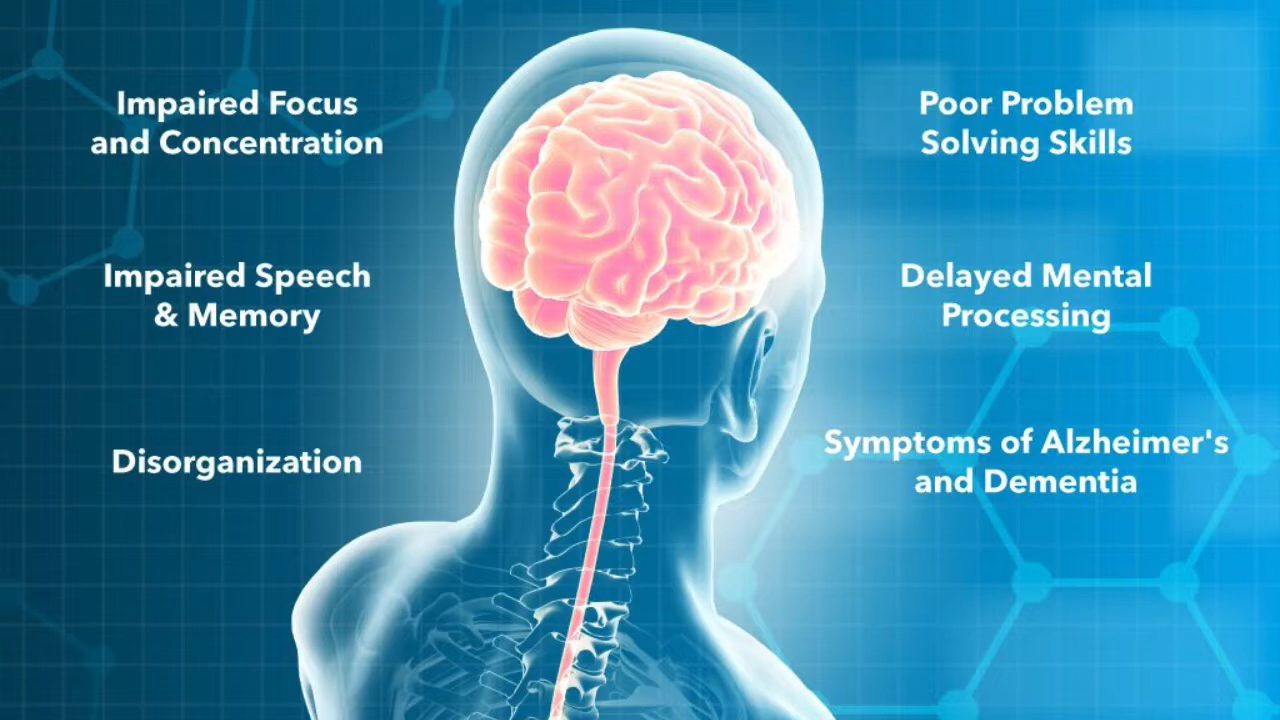 Impaired Focus
and Concentration
Impaired Speech
& Memory
Disorganization
Poor Problem
Solving Skills
Delayed Mental
Processing
Symptoms of Alzheimer's
and Dementia